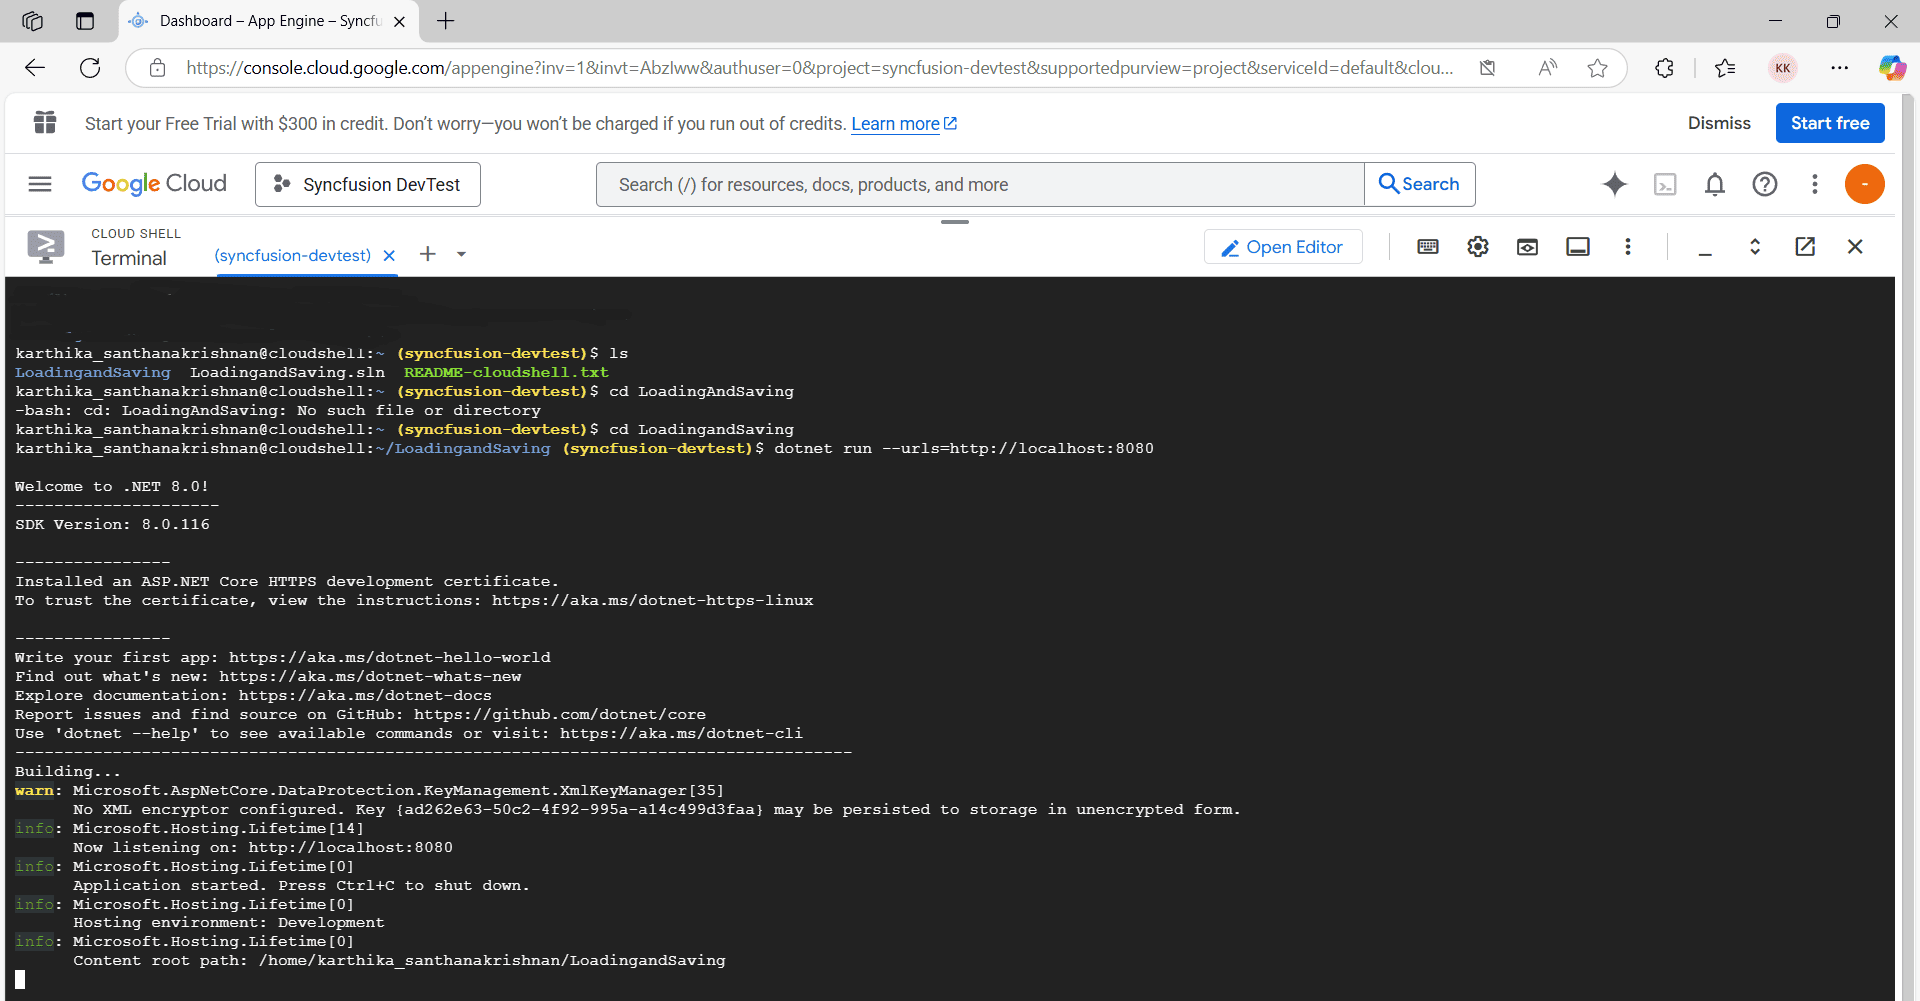 Dashboard – App Engine – Syncfu
https://console.cloud.google.com/appengine?inv=1&invt=AbzIww&authuser=0&project=syncfusion-devtest&supportedpurview=project&serviceId=default&clou...
KK
Start your Free Trial with $300 in credit. Don’t worry—you won’t be charged if you run out of credits. Learn more
Dismiss
Start free
Google Cloud
Syncfusion DevTest
Search (/) for resources, docs, products, and more
Search
-
CLOUD SHELL
Terminal
(syncfusion-devtest)
Open Editor
karthika_santhanakrishnan@cloudshell:~ (syncfusion-devtest)$ ls
LoadingandSaving  LoadingandSaving.sln  README-cloudshell.txt
karthika_santhanakrishnan@cloudshell:~ (syncfusion-devtest)$ cd LoadingAndSaving
-bash: cd: LoadingAndSaving: No such file or directory
karthika_santhanakrishnan@cloudshell:~ (syncfusion-devtest)$ cd LoadingandSaving
karthika_santhanakrishnan@cloudshell:~/LoadingandSaving (syncfusion-devtest)$ dotnet run --urls=http://localhost:8080
Welcome to .NET 8.0!
---------------------
SDK Version: 8.0.116
----------------
Installed an ASP.NET Core HTTPS development certificate.
To trust the certificate, view the instructions: https://aka.ms/dotnet-https-linux
----------------
Write your first app: https://aka.ms/dotnet-hello-world
Find out what's new: https://aka.ms/dotnet-whats-new
Explore documentation: https://aka.ms/dotnet-docs
Report issues and find source on GitHub: https://github.com/dotnet/core
Use 'dotnet --help' to see available commands or visit: https://aka.ms/dotnet-cli
--------------------------------------------------------------------------------------
Building...
warn: Microsoft.AspNetCore.DataProtection.KeyManagement.XmlKeyManager[35]
      No XML encryptor configured. Key {ad262e63-50c2-4f92-995a-a14c499d3faa} may be persisted to storage in unencrypted form.
info: Microsoft.Hosting.Lifetime[14]
      Now listening on: http://localhost:8080
info: Microsoft.Hosting.Lifetime[0]
      Application started. Press Ctrl+C to shut down.
info: Microsoft.Hosting.Lifetime[0]
      Hosting environment: Development
info: Microsoft.Hosting.Lifetime[0]
      Content root path: /home/karthika_santhanakrishnan/LoadingandSaving